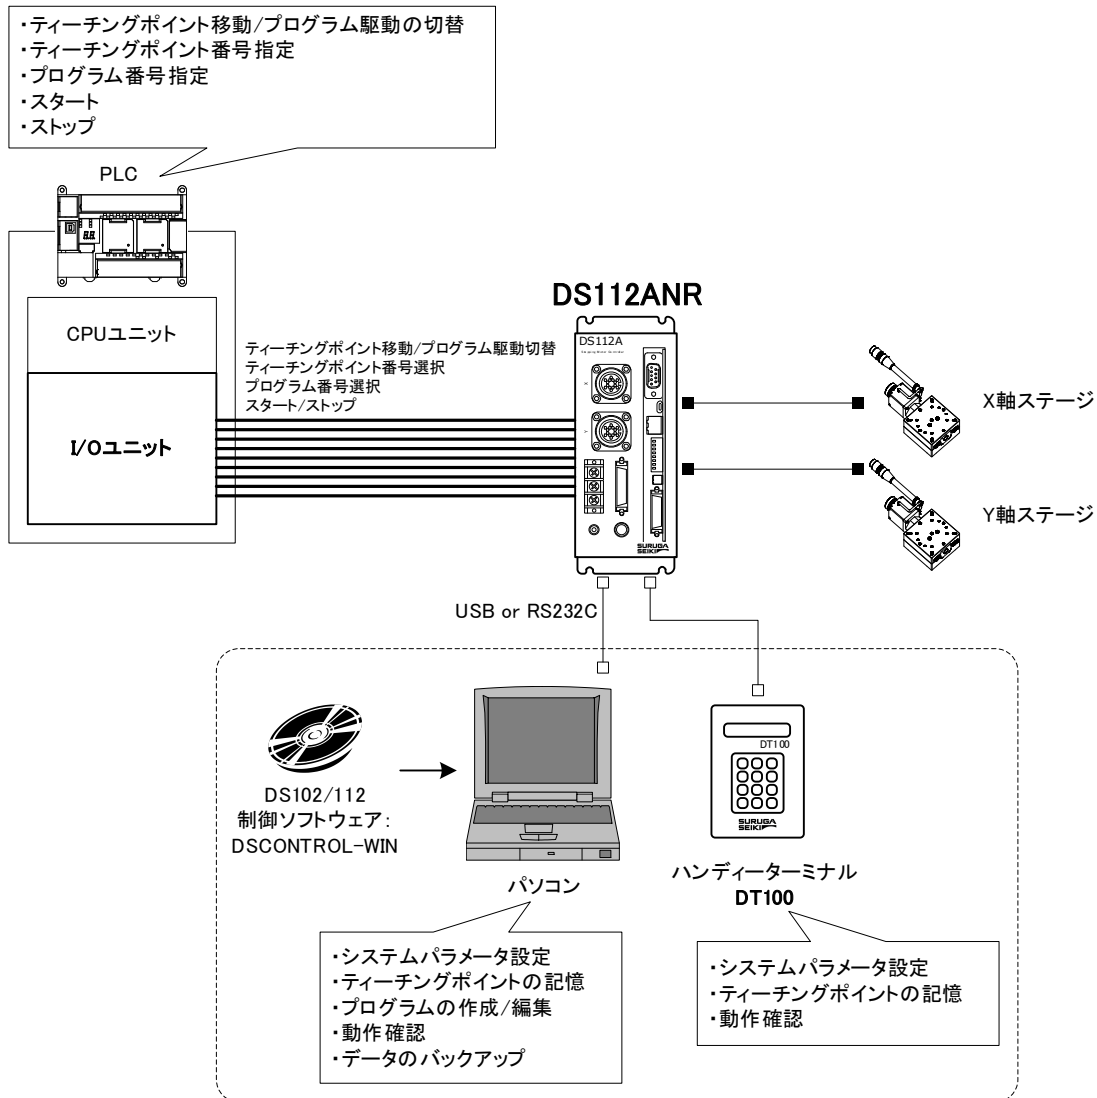 ・ティーチングポイント移動/プログラム駆動の切替
・ティーチングポイント番号指定
・プログラム番号指定
・スタート
・ストップ
PLC
CPUユニット
I/Oユニット
ティーチングポイント移動/プログラム駆動切替
ティーチングポイント番号選択
プログラム番号選択
スタート/ストップ
DS112ANR
DS112A
X
Y
SURUGA
SEIKI
X軸ステージ
Y軸ステージ
USB or RS232C
DS102/112
制御ソフトウェア:
DSCONTROL-WIN
パソコン
DT100
SURUGA
SEIKI
ハンディーターミナル
DT100
・システムパラメータ設定
・ティーチングポイントの記憶
・プログラムの作成/編集
・動作確認
・データのバックアップ
・システムパラメータ設定
・ティーチングポイントの記憶
・動作確認